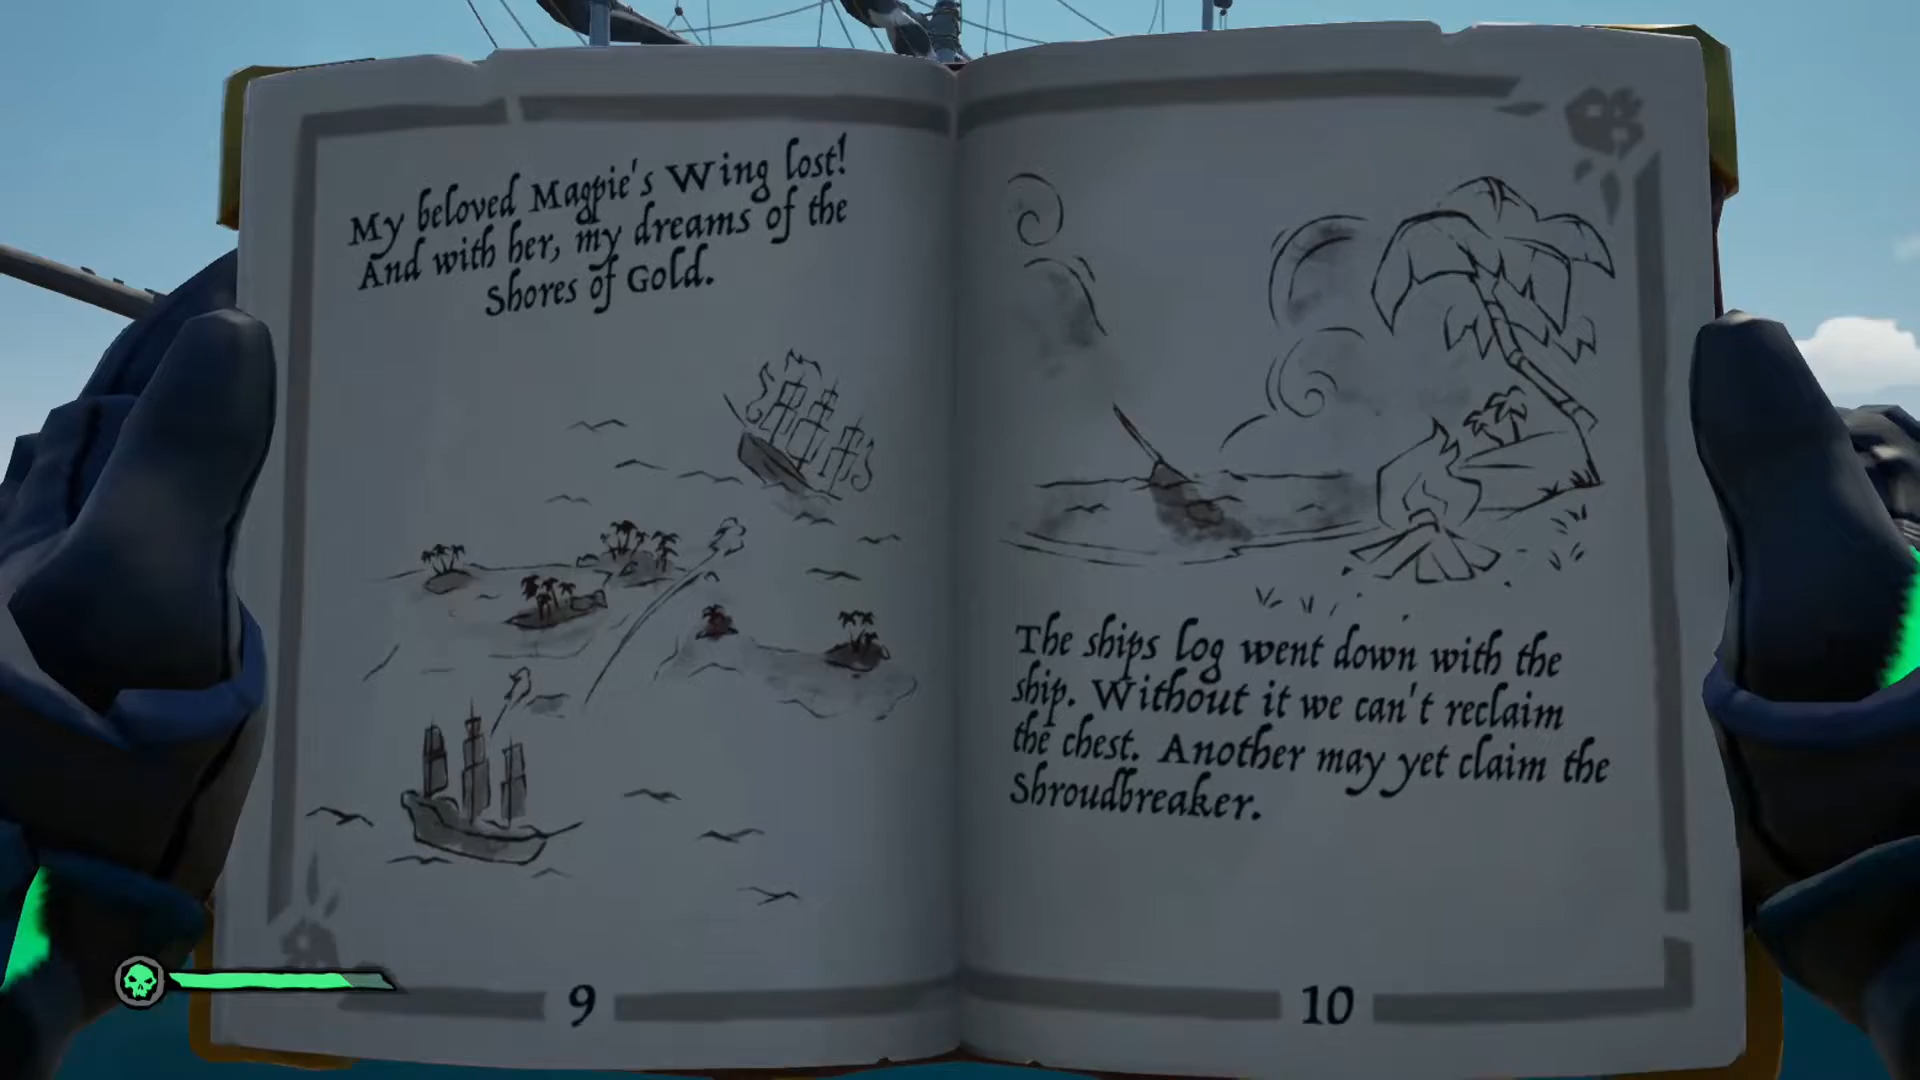 My beloved Magpie's Wing lost!
And with her, my dreams of the
Shores of Gold.
The ships log went down with the
ship. Without it we can't reclaim
the chest. Another may yet claim the
Shroudbreaker.
9
10